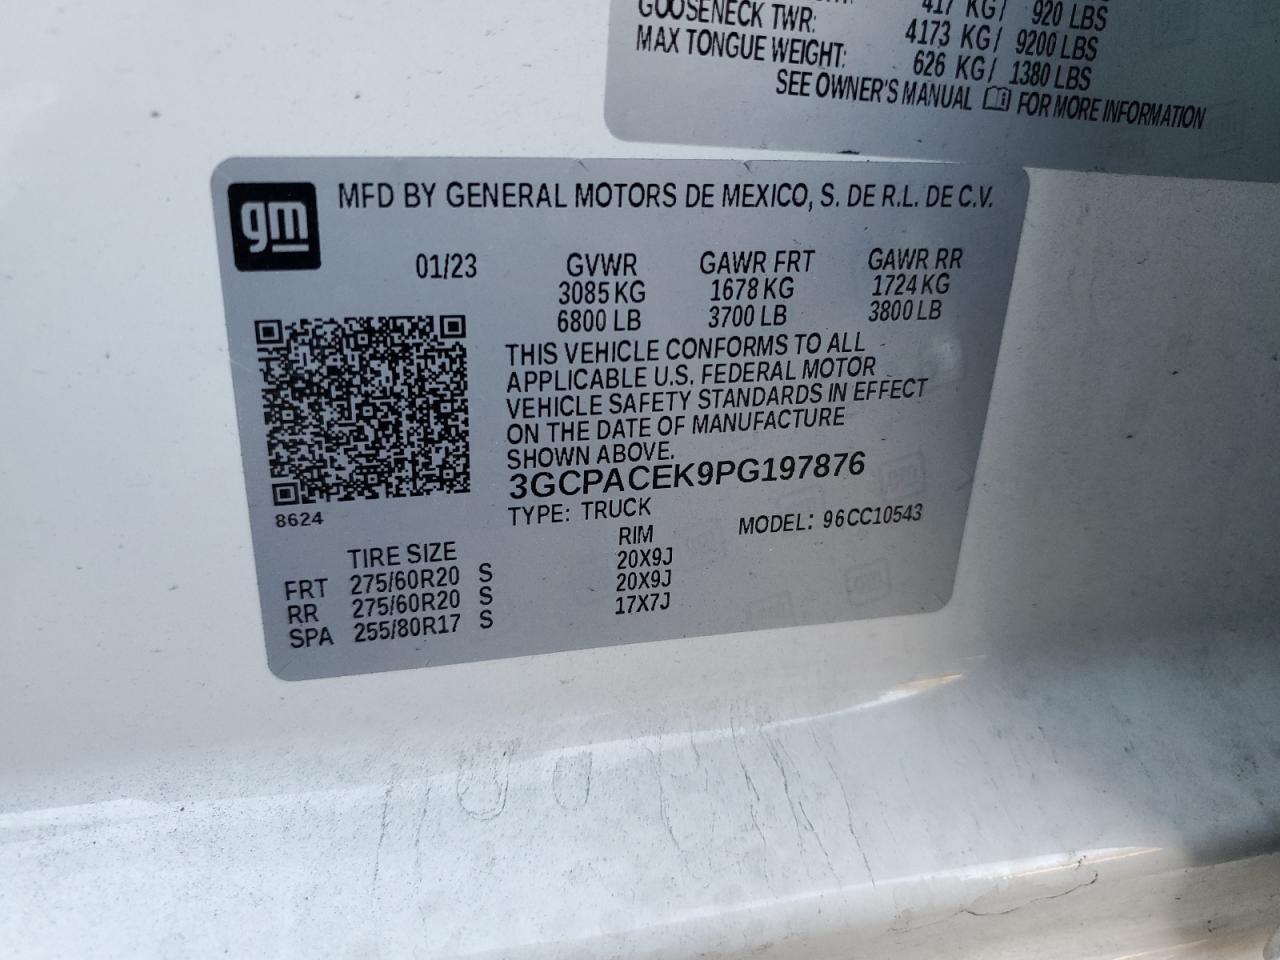 417 KG/ 920 LBS
GOOSENECK TWR: 4173 KG/ 9200 LBS
MAX TONGUE WEIGHT: 626 KG/ 1380 LBS
SEE OWNER'S MANUAL FOR MORE INFORMATION
gm
MFD BY GENERAL MOTORS DE MEXICO, S. DE R.L. DE C.V.
01/23 GVWR GAWR FRT GAWR RR
3085 KG 1678 KG 1724 KG
6800 LB 3700 LB 3800 LB
THIS VEHICLE CONFORMS TO ALL
APPLICABLE U.S. FEDERAL MOTOR
VEHICLE SAFETY STANDARDS IN EFFECT
ON THE DATE OF MANUFACTURE
SHOWN ABOVE.
3GCPACEK9PG197876
8624
TYPE: TRUCK MODEL: 96CC10543
TIRE SIZE RIM
FRT 275/60R20 S 20X9J
RR 275/60R20 S 20X9J
SPA 255/80R17 S 17X7J